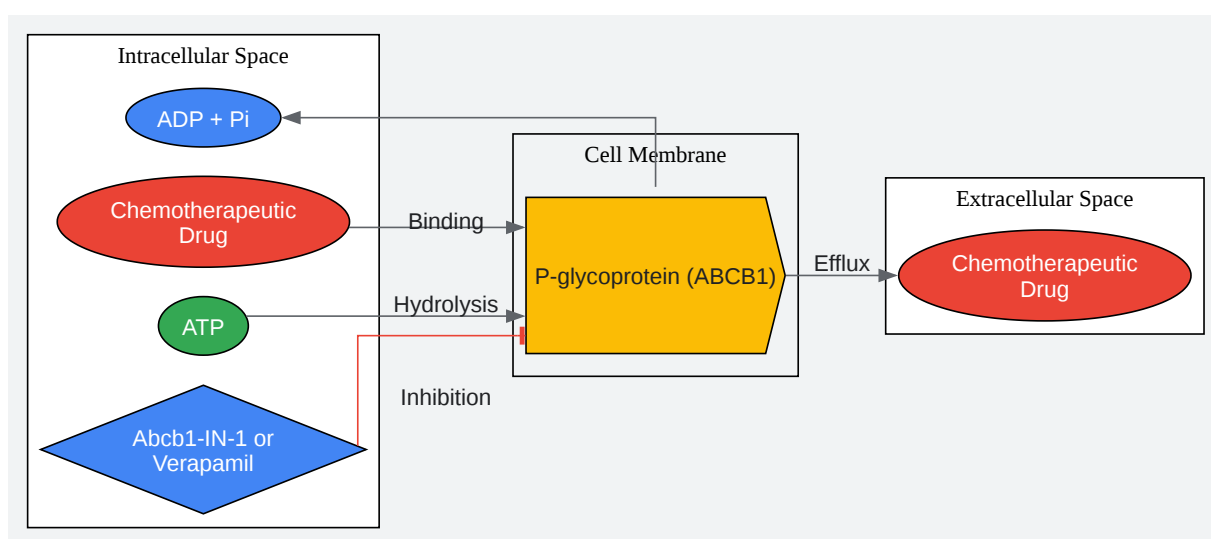 Intracellular Space
ADP + Pi
Chemotherapeutic
Drug
ATP
Abcb1-IN-1 or
Verapamil
Binding
Hydrolysis
Inhibition
Cell Membrane
P-glycoprotein (ABCB1)
Efflux
Extracellular Space
Chemotherapeutic
Drug